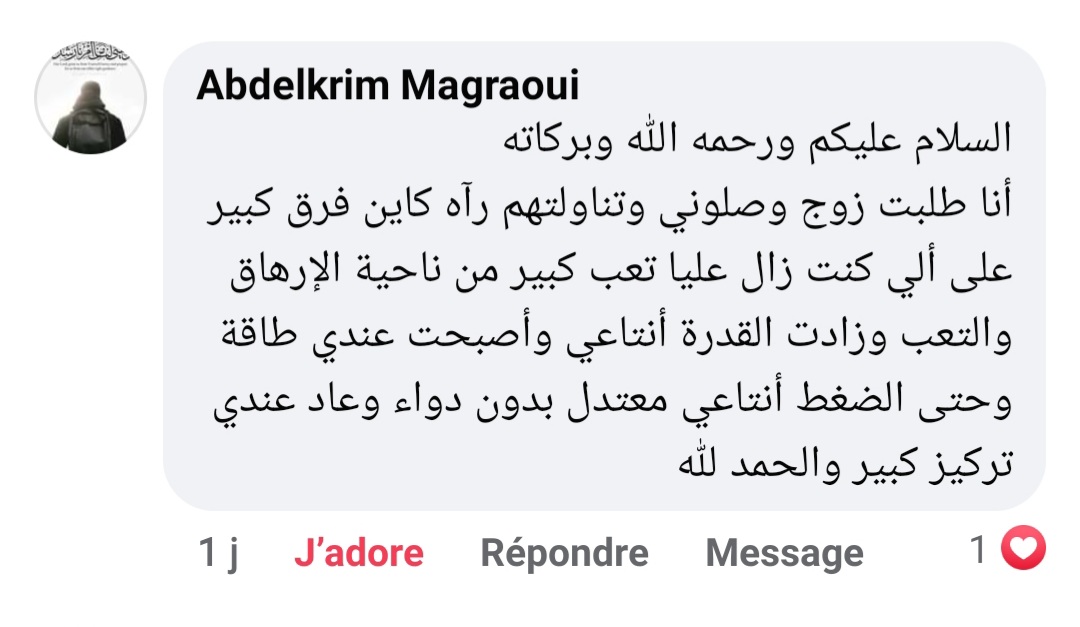 Abdelkrim Magraoui
السلام عليكم ورحمه الله وبركاته
أنا طلبت زوج وصلوني وتناولتهم رآه كاين فرق كبير
على ألي كنت زال عليا تعب كبير من ناحية الإرهاق
والتعب وزادت القدرة أنتاعي وأصبحت عندي طاقة
وحتى الضغط أنتاعي معتدل بدون دواء وعاد عندي
تركيز كبير والحمد لله
1 j J’adore Répondre Message 1